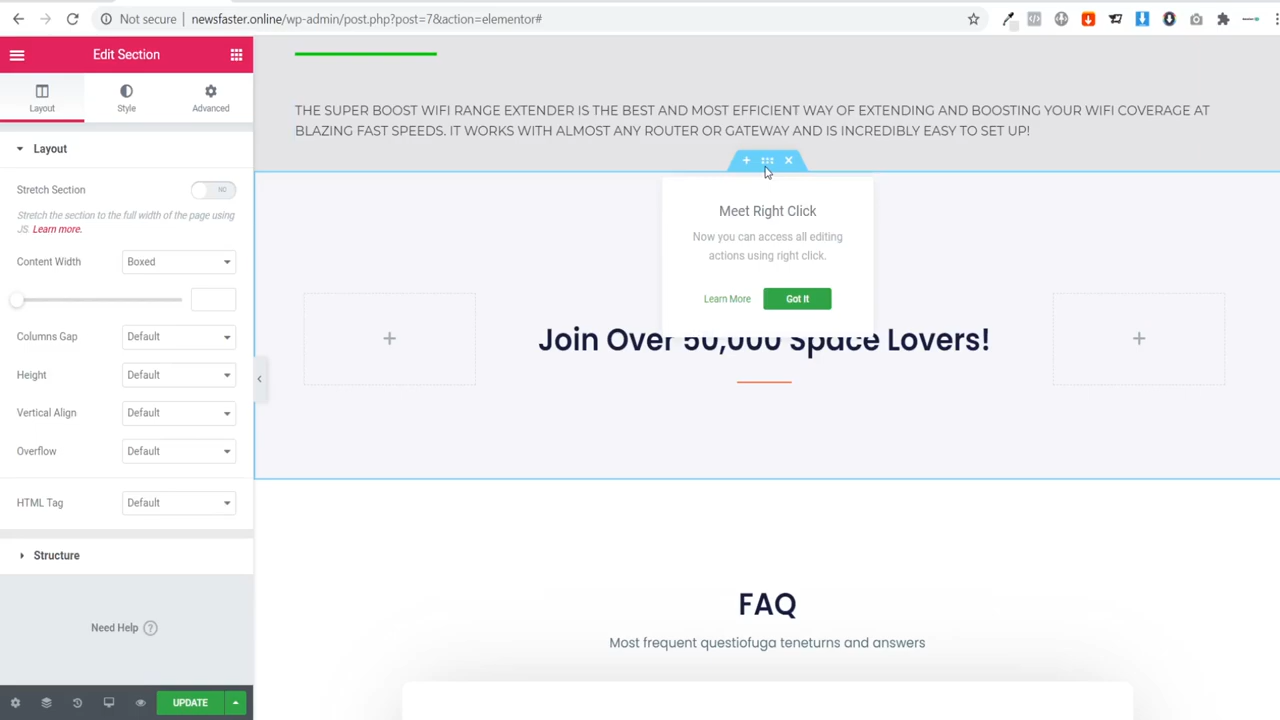 Not secure
newsfaster.online/wp-admin/post.php?post=7&action=elementor#
Edit Section
Layout
Style
Advanced
Layout
Stretch Section
NO
Stretch the section to the full width of the page using
JS. Learn more.
Content Width
Boxed
Columns Gap
Default
Height
Default
Vertical Align
Default
Overflow
Default
HTML Tag
Default
Structure
Need Help ?
UPDATE
THE SUPER BOOST WIFI RANGE EXTENDER IS THE BEST AND MOST EFFICIENT WAY OF EXTENDING AND BOOSTING YOUR WIFI COVERAGE AT
BLAZING FAST SPEEDS. IT WORKS WITH ALMOST ANY ROUTER OR GATEWAY AND IS INCREDIBLY EASY TO SET UP!
Meet Right Click
Now you can access all editing
actions using right click.
Learn More
Got It
Join Over 50,000 Space Lovers!
FAQ
Most frequent questiofuga teneturns and answers